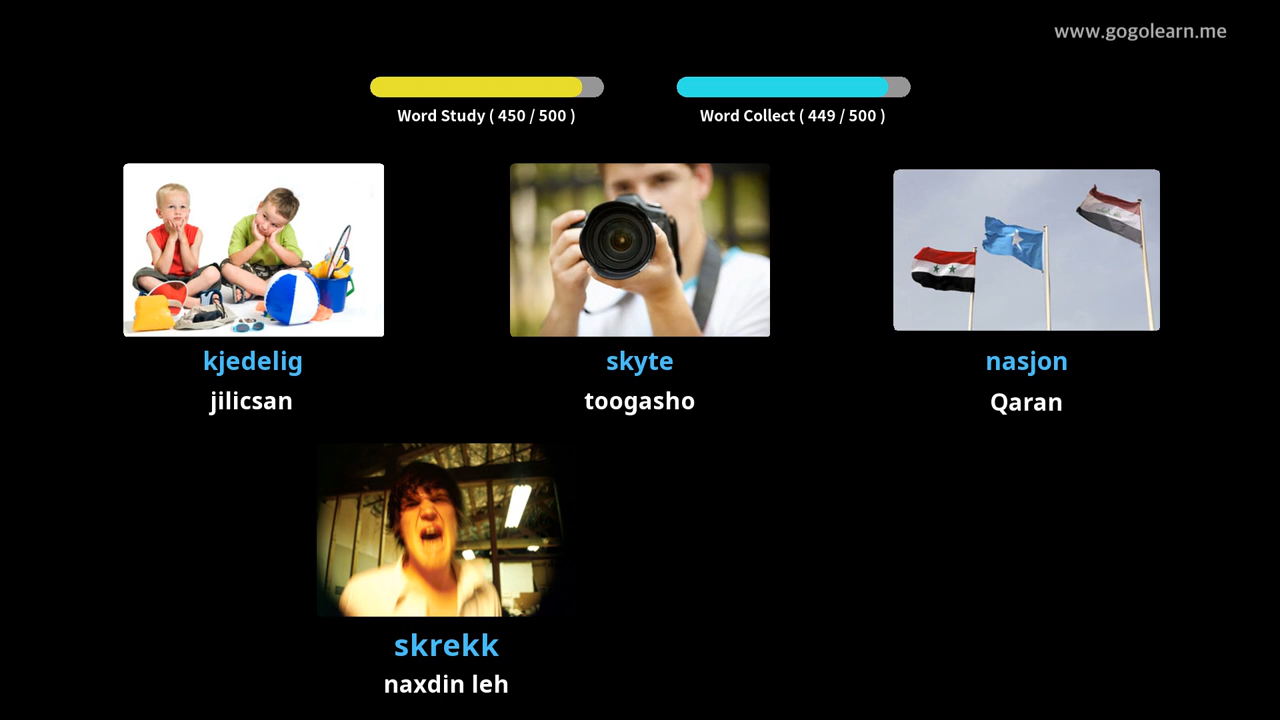 www.gogolearn.me
Word Study ( 450 / 500 )
Word Collect ( 449 / 500 )
kjedelig
jilicsan
skyte
toogasho
nasjon
Qaran
skrekk
naxdin leh